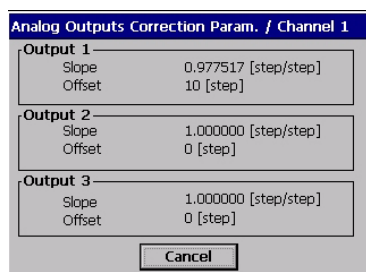 Analog Outputs Correction Param. / Channel 1
Output 1
Slope 0.977517 [step/step]
Offset 10 [step]
Output 2
Slope 1.000000 [step/step]
Offset 0 [step]
Output 3
Slope 1.000000 [step/step]
Offset 0 [step]
Cancel